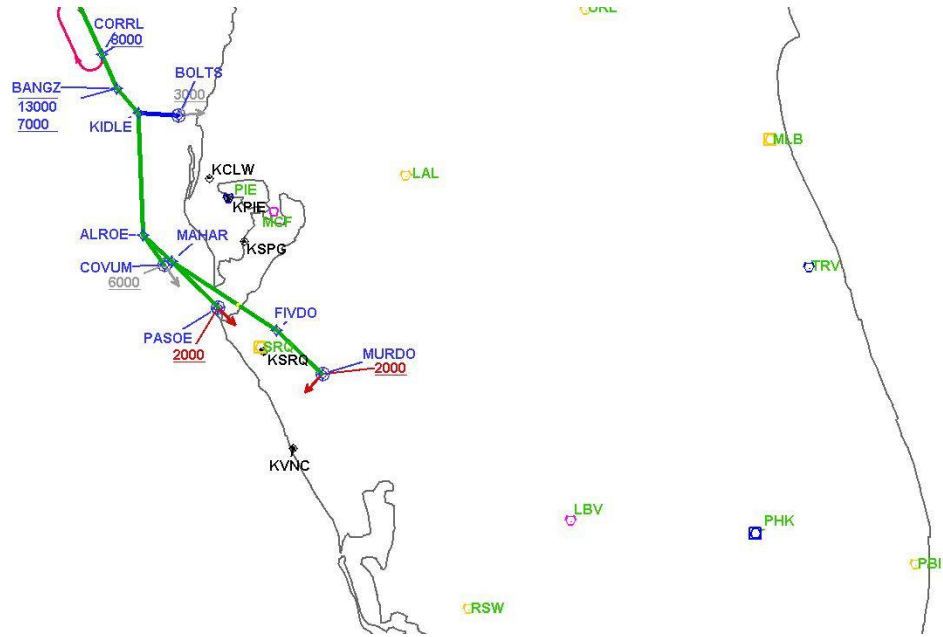 ORL
CORRL
8000
BOLTS
BANGZ
3000
13000
7000
KIDLE
MLB
KCLW
LAL
PIE
KPIE
MCF
ALROE
MAHAR
KSPG
COVUM
6000
TRV
FIVDO
PASOE
SRQ
KSRQ
2000
MURDO
2000
KVNC
LBV
PHK
PBI
RSW